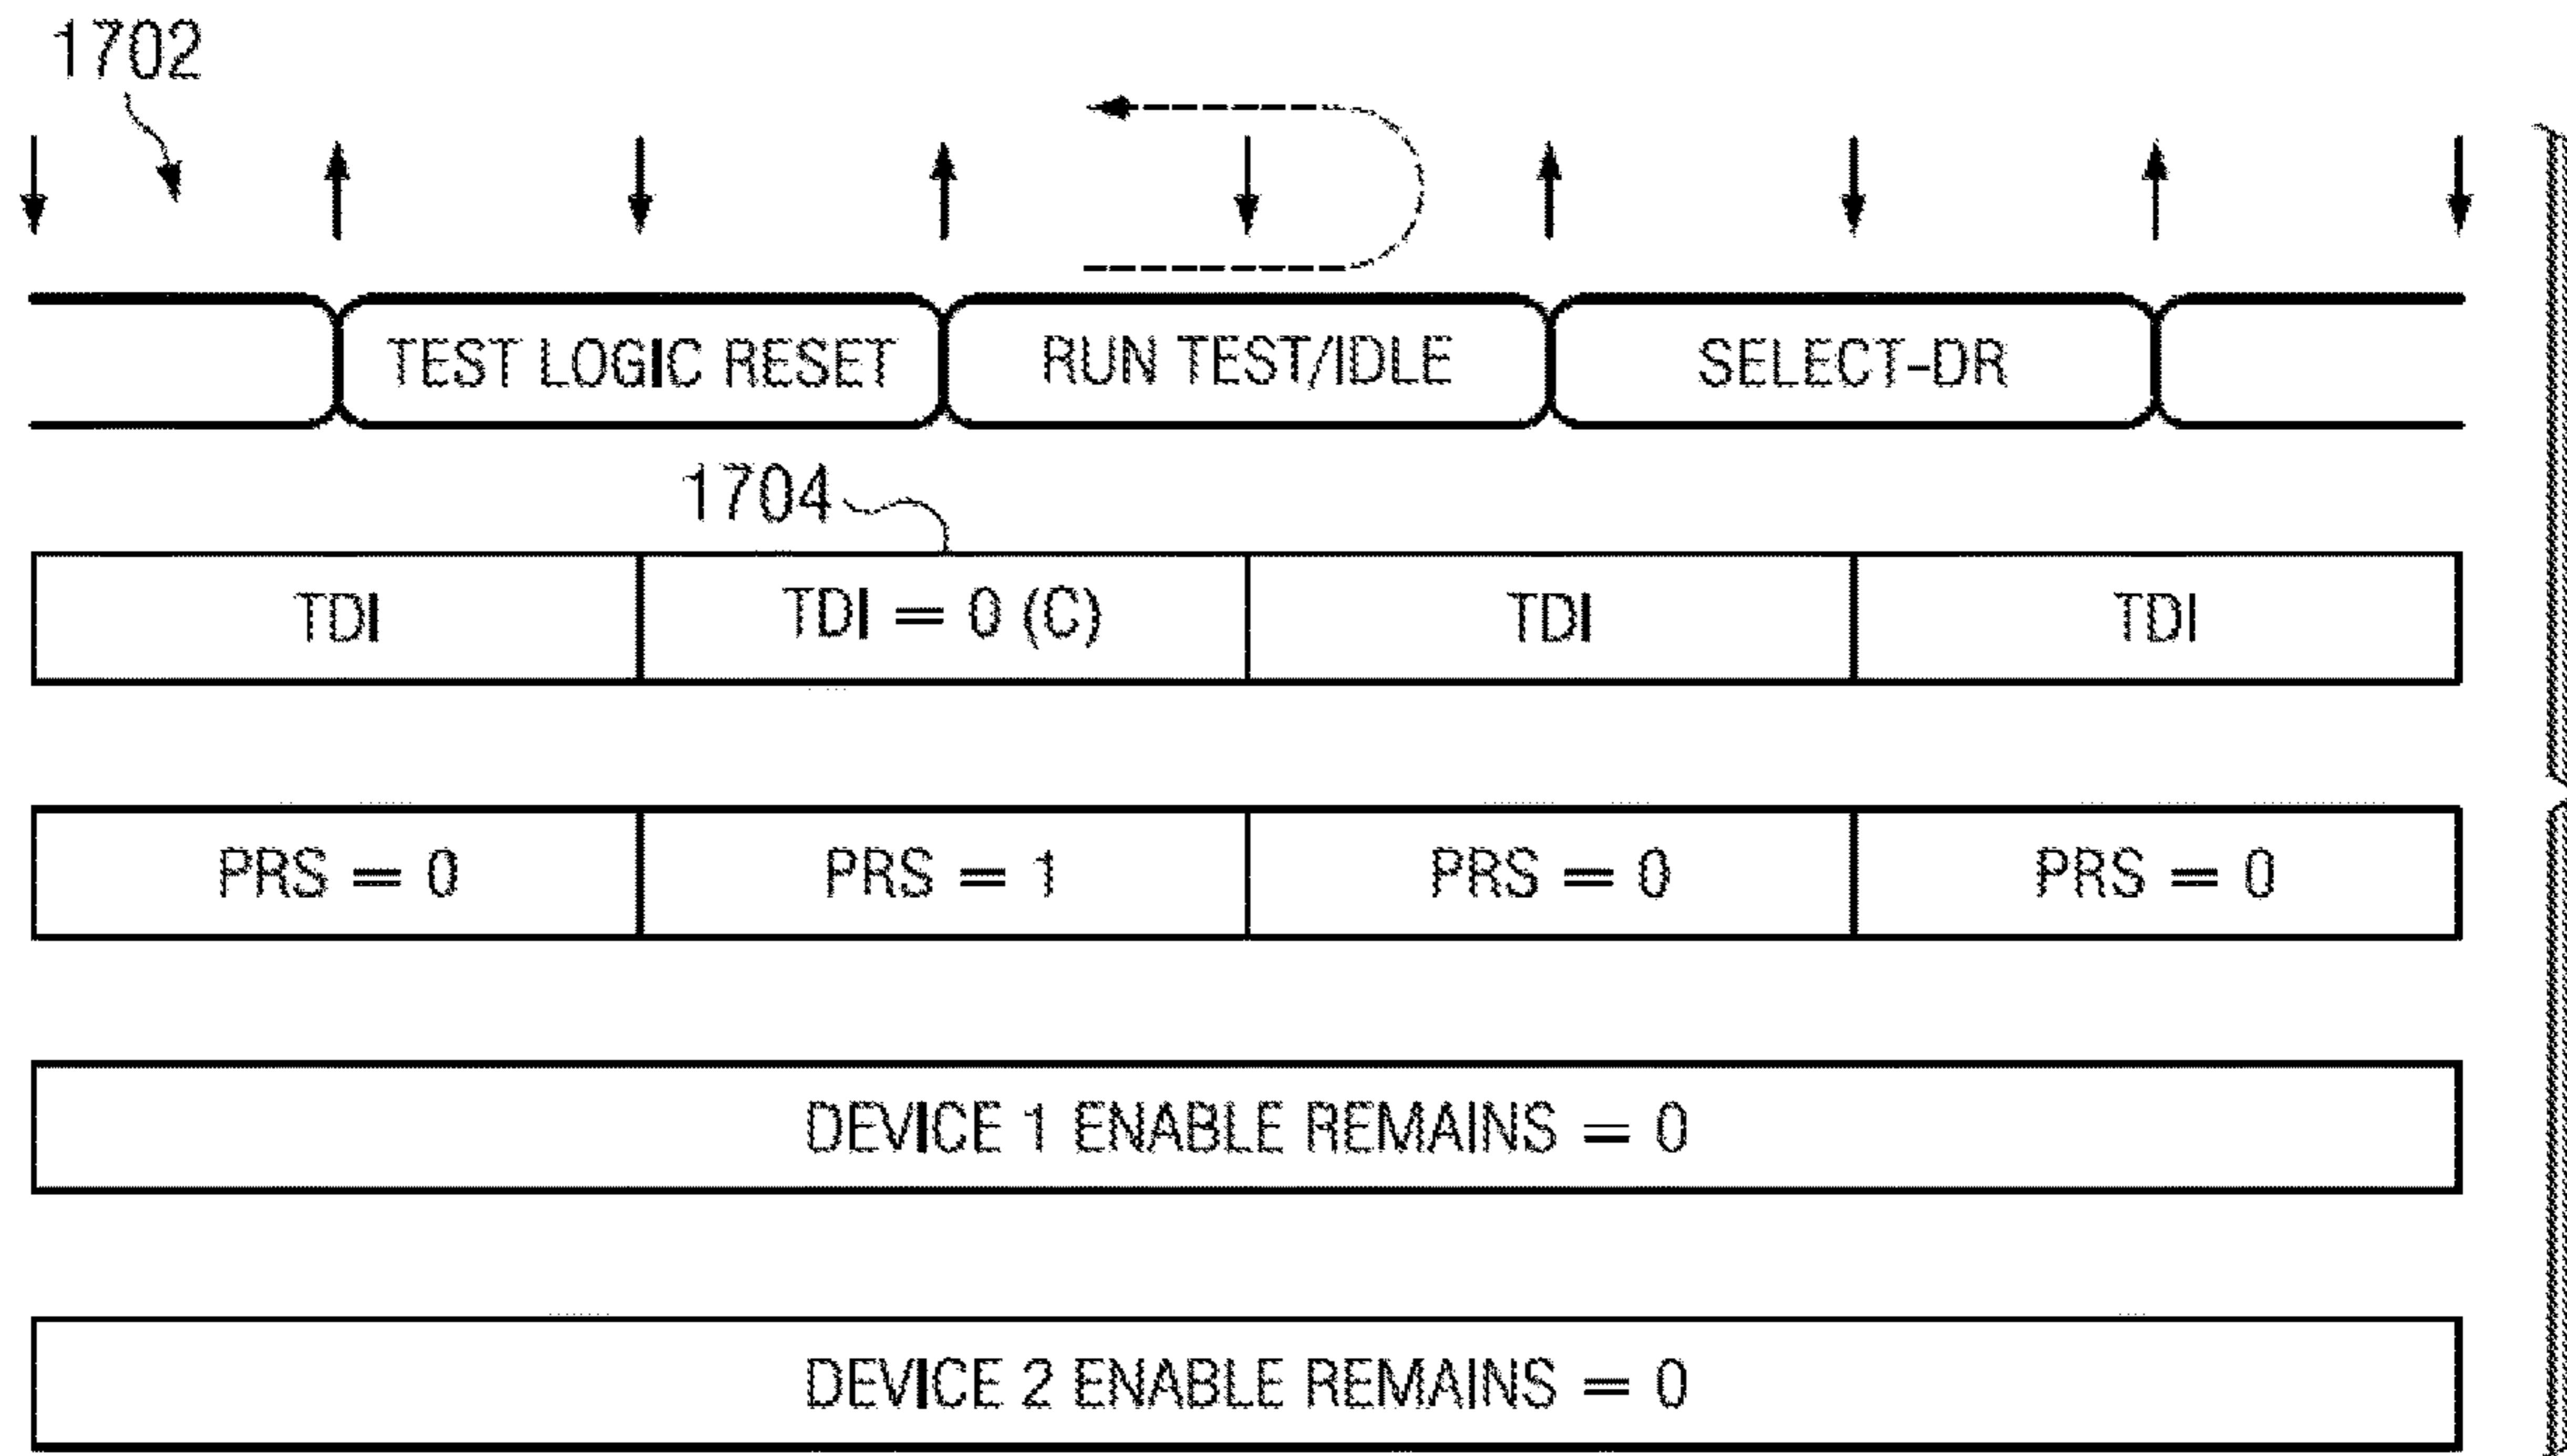 1702
TEST LOGIC RESET RUN TEST/IDLE SELECT-DR
1704
TDI TDI = 0 (C) TDI TDI
PRS = 0 PRS = 1 PRS = 0 PRS = 0
DEVICE 1 ENABLE REMAINS = 0
DEVICE 2 ENABLE REMAINS = 0